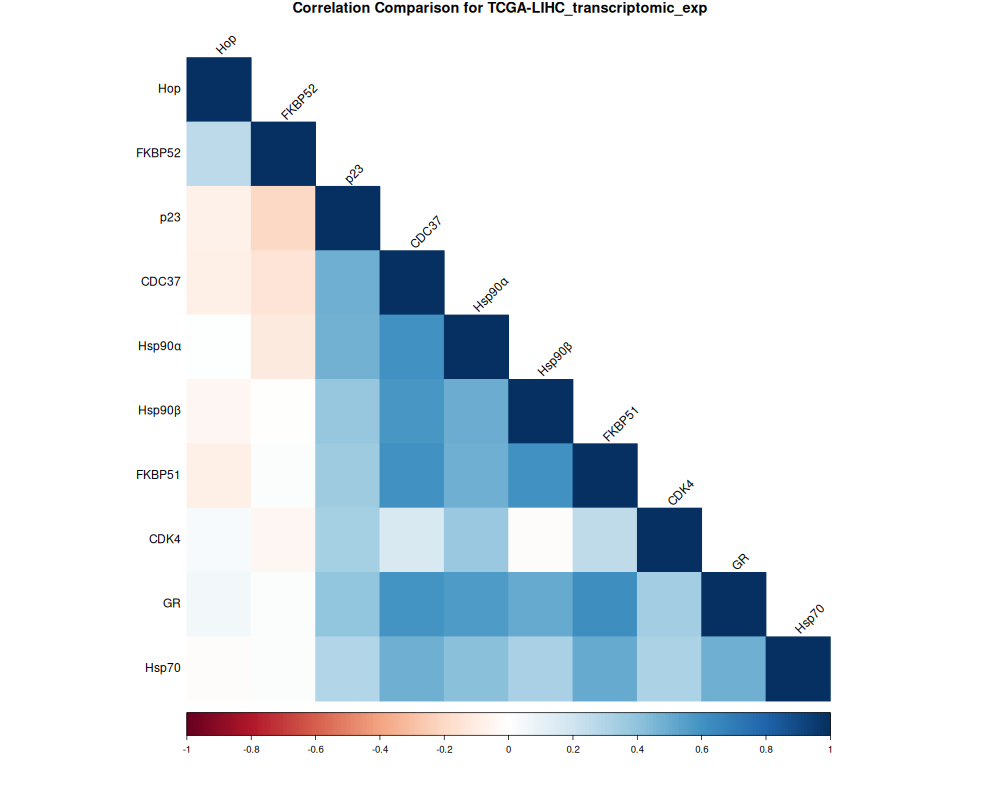 Correlation Comparison for TCGA-LIHC_transcriptomic_exp
Hop
Hop
FKBP52
FKBP52
p23
p23
CDC37
CDC37
Hsp90α
Hsp90α
Hsp90β
Hsp90β
FKBP51
FKBP51
CDK4
CDK4
GR
GR
Hsp70
Hsp70
-1 -0.8 -0.6 -0.4 -0.2 0 0.2 0.4 0.6 0.8 1